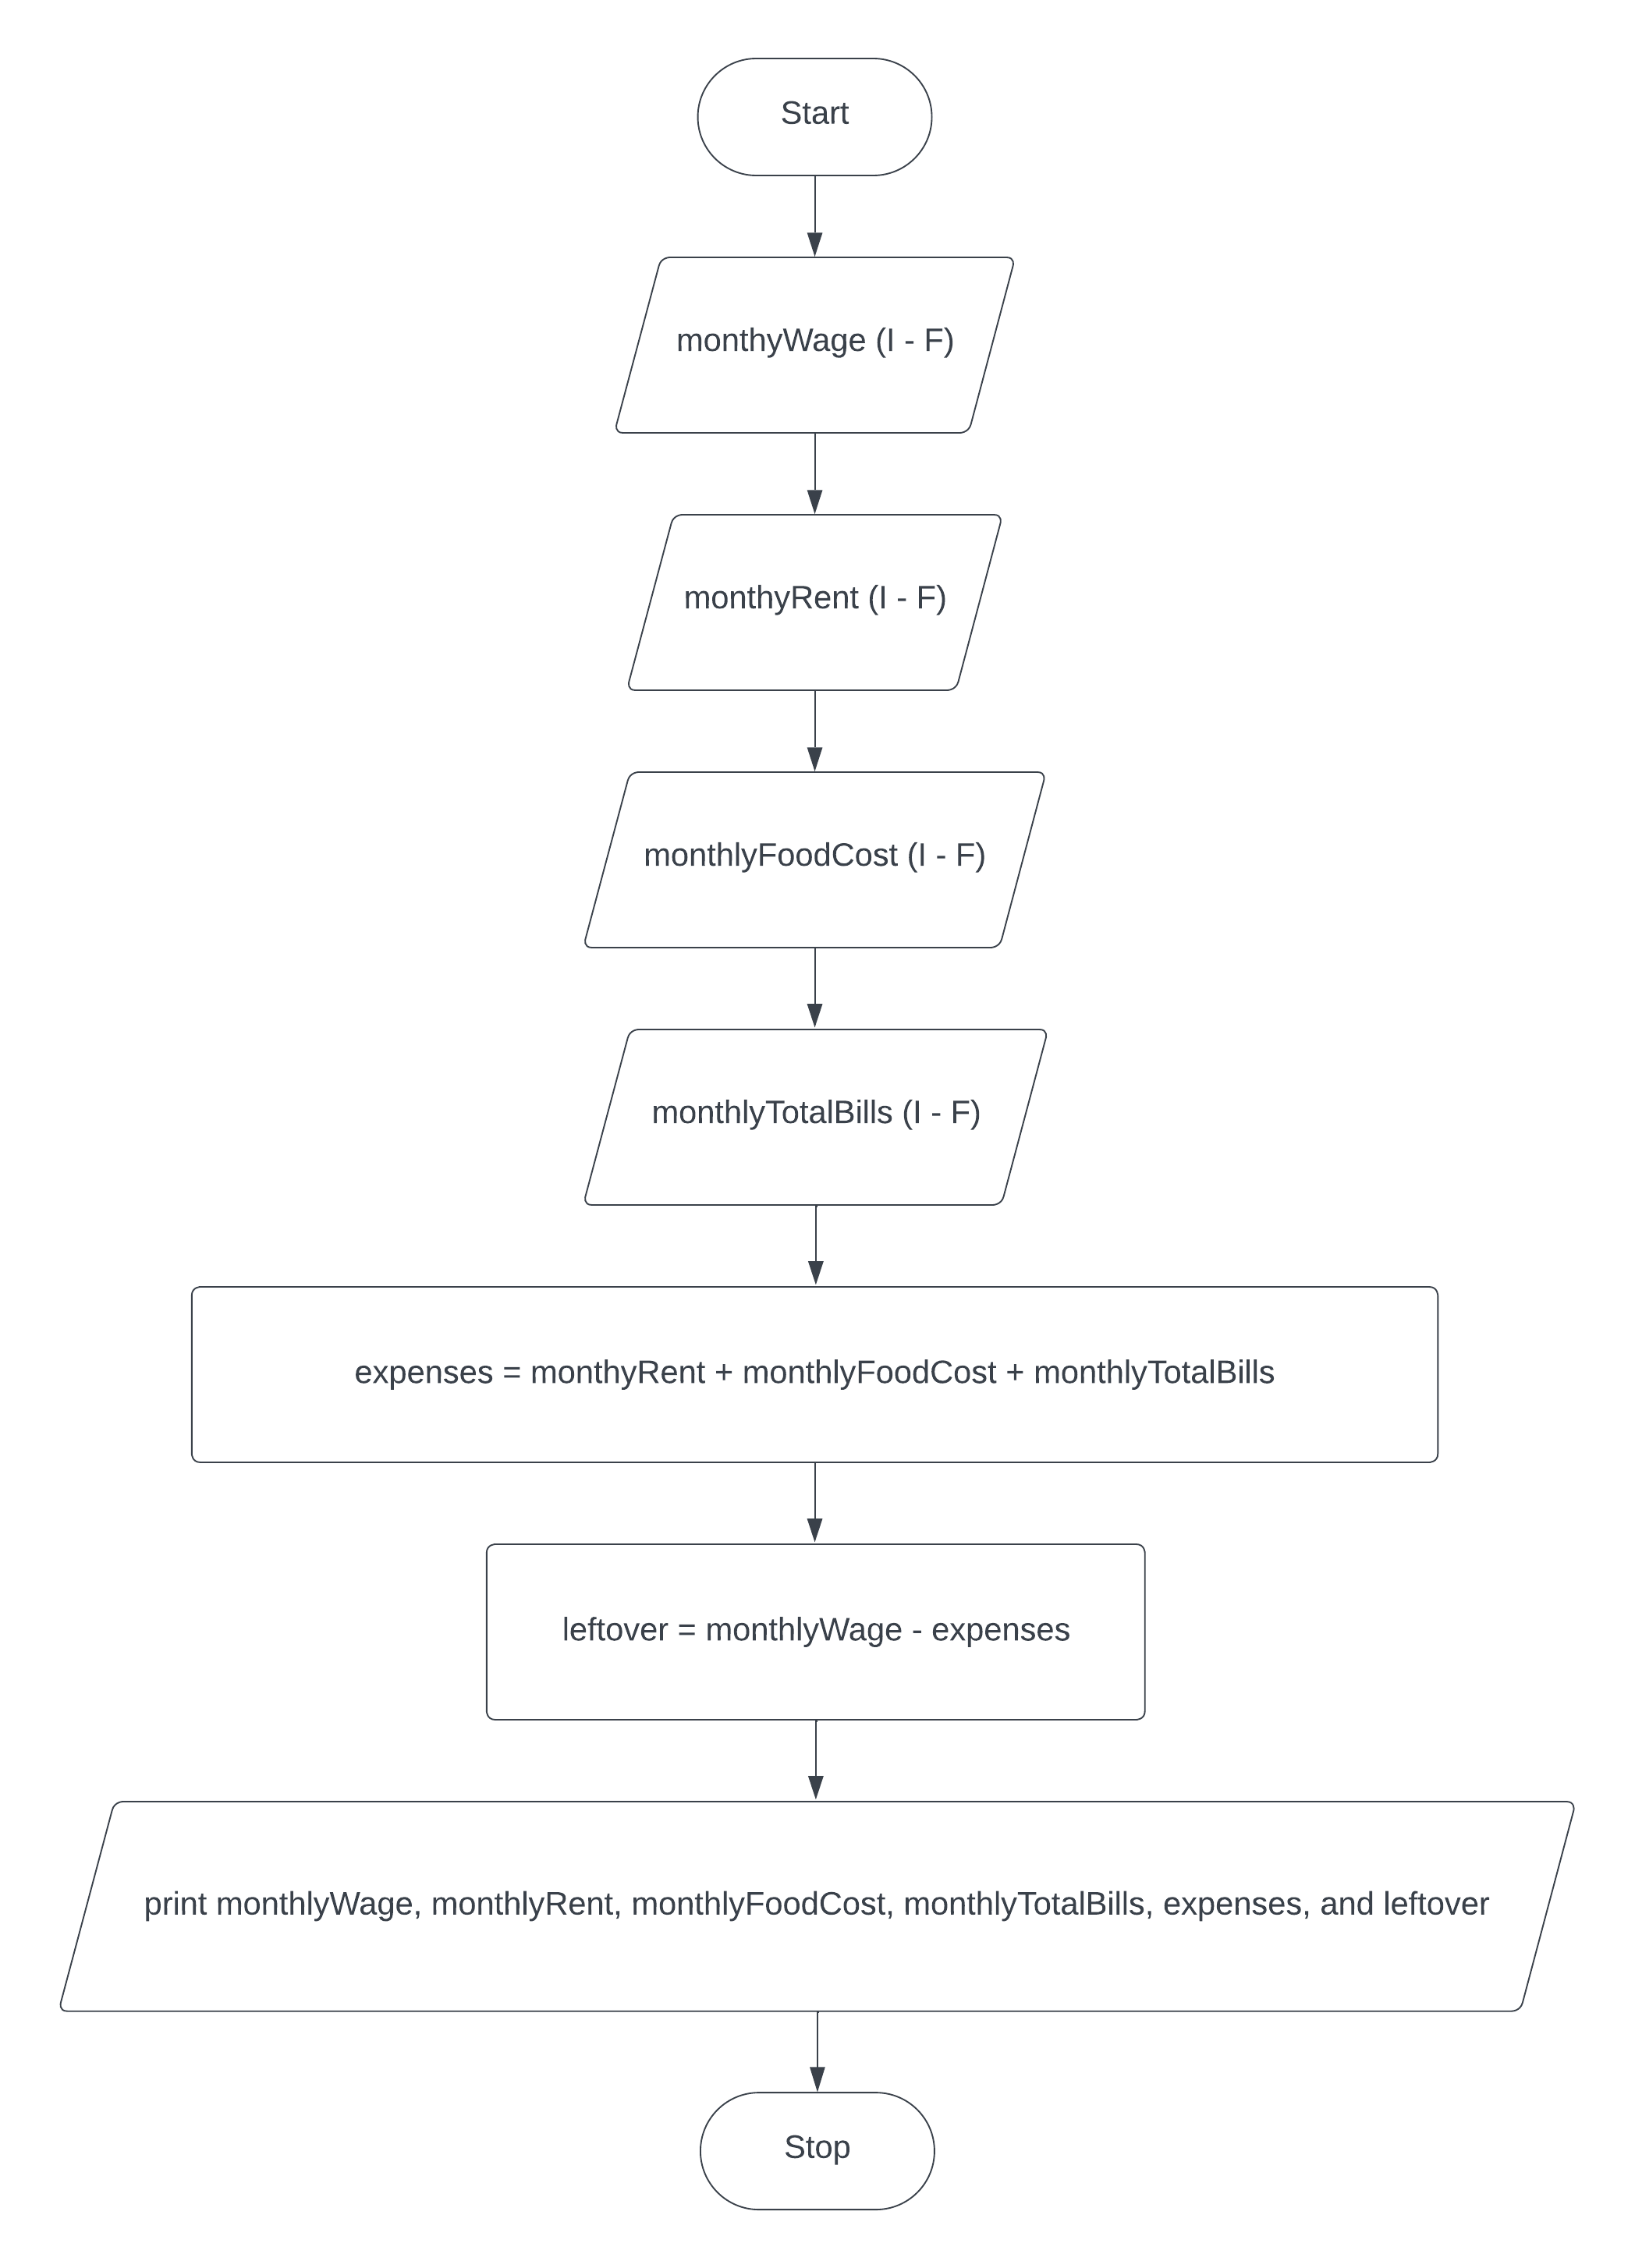 Start
monthyWage (I - F)
monthyRent (I - F)
monthlyFoodCost (I - F)
monthlyTotalBills (I - F)
expenses = monthyRent + monthlyFoodCost + monthlyTotalBills
leftover = monthlyWage - expenses
print monthlyWage, monthlyRent, monthlyFoodCost, monthlyTotalBills, expenses, and leftover
Stop